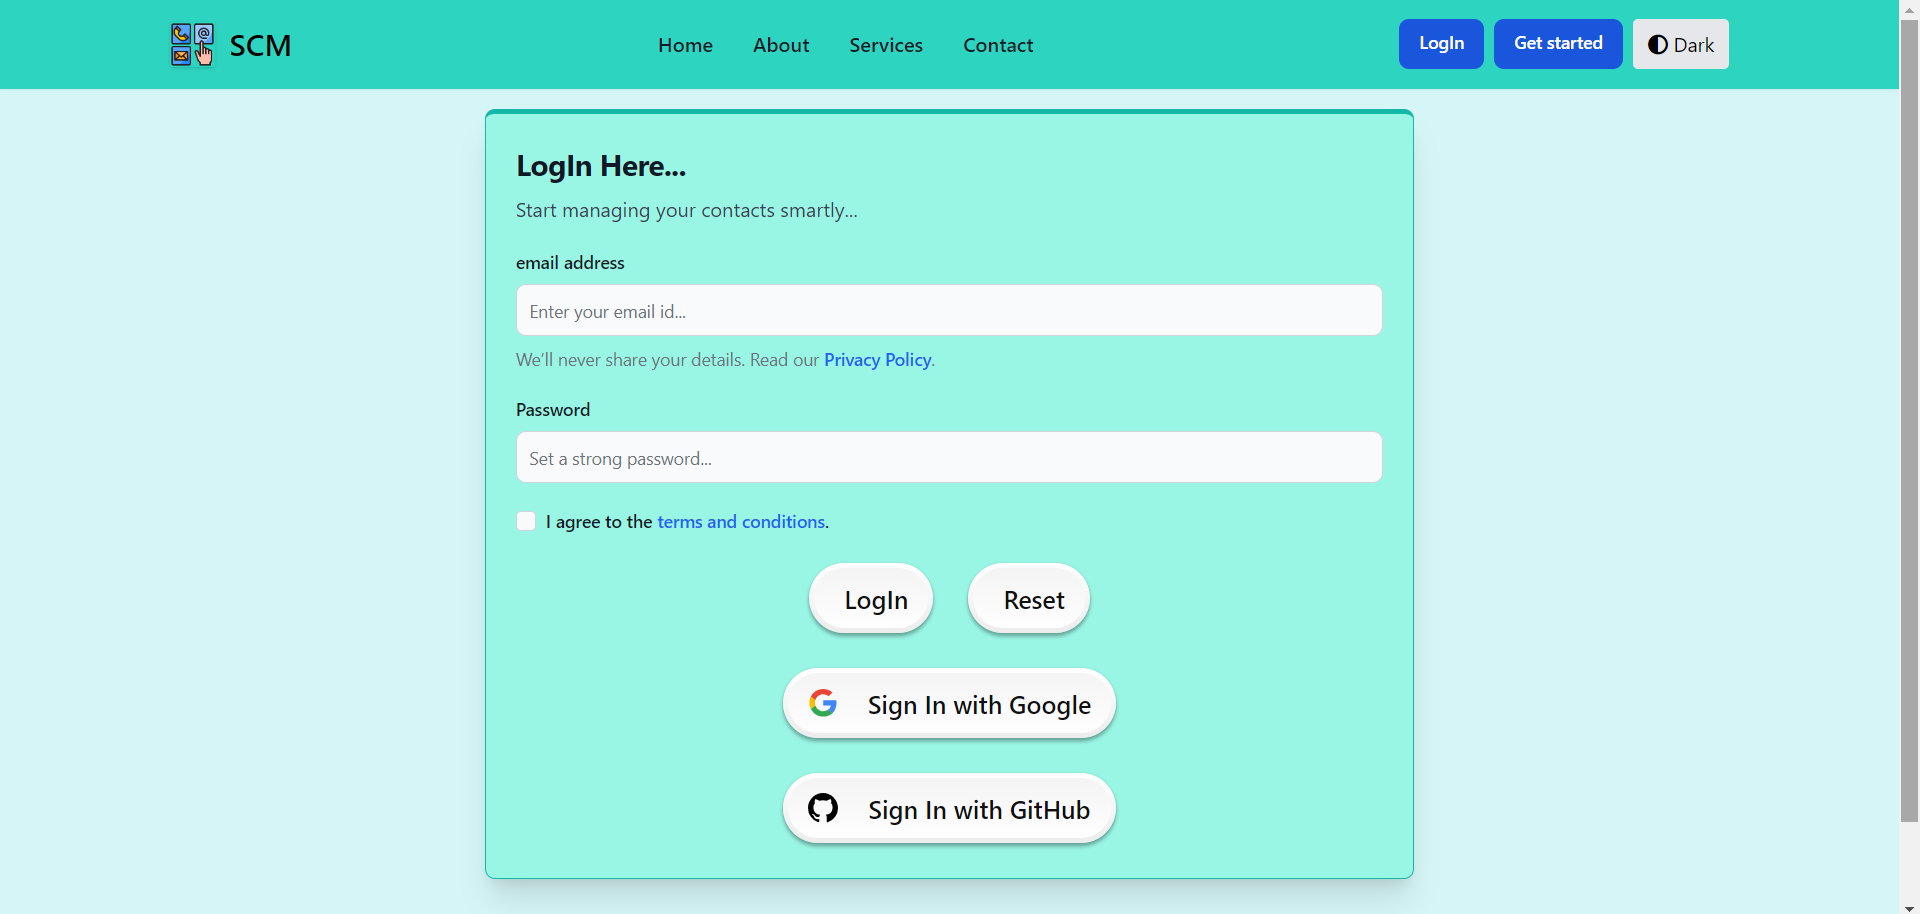 SCM
Home About Services Contact
LogIn Get started Dark
LogIn Here...
Start managing your contacts smartly...
email address
Enter your email id...
We'll never share your details. Read our Privacy Policy.
Password
Set a strong password...
I agree to the terms and conditions.
LogIn Reset
Sign In with Google
Sign In with GitHub